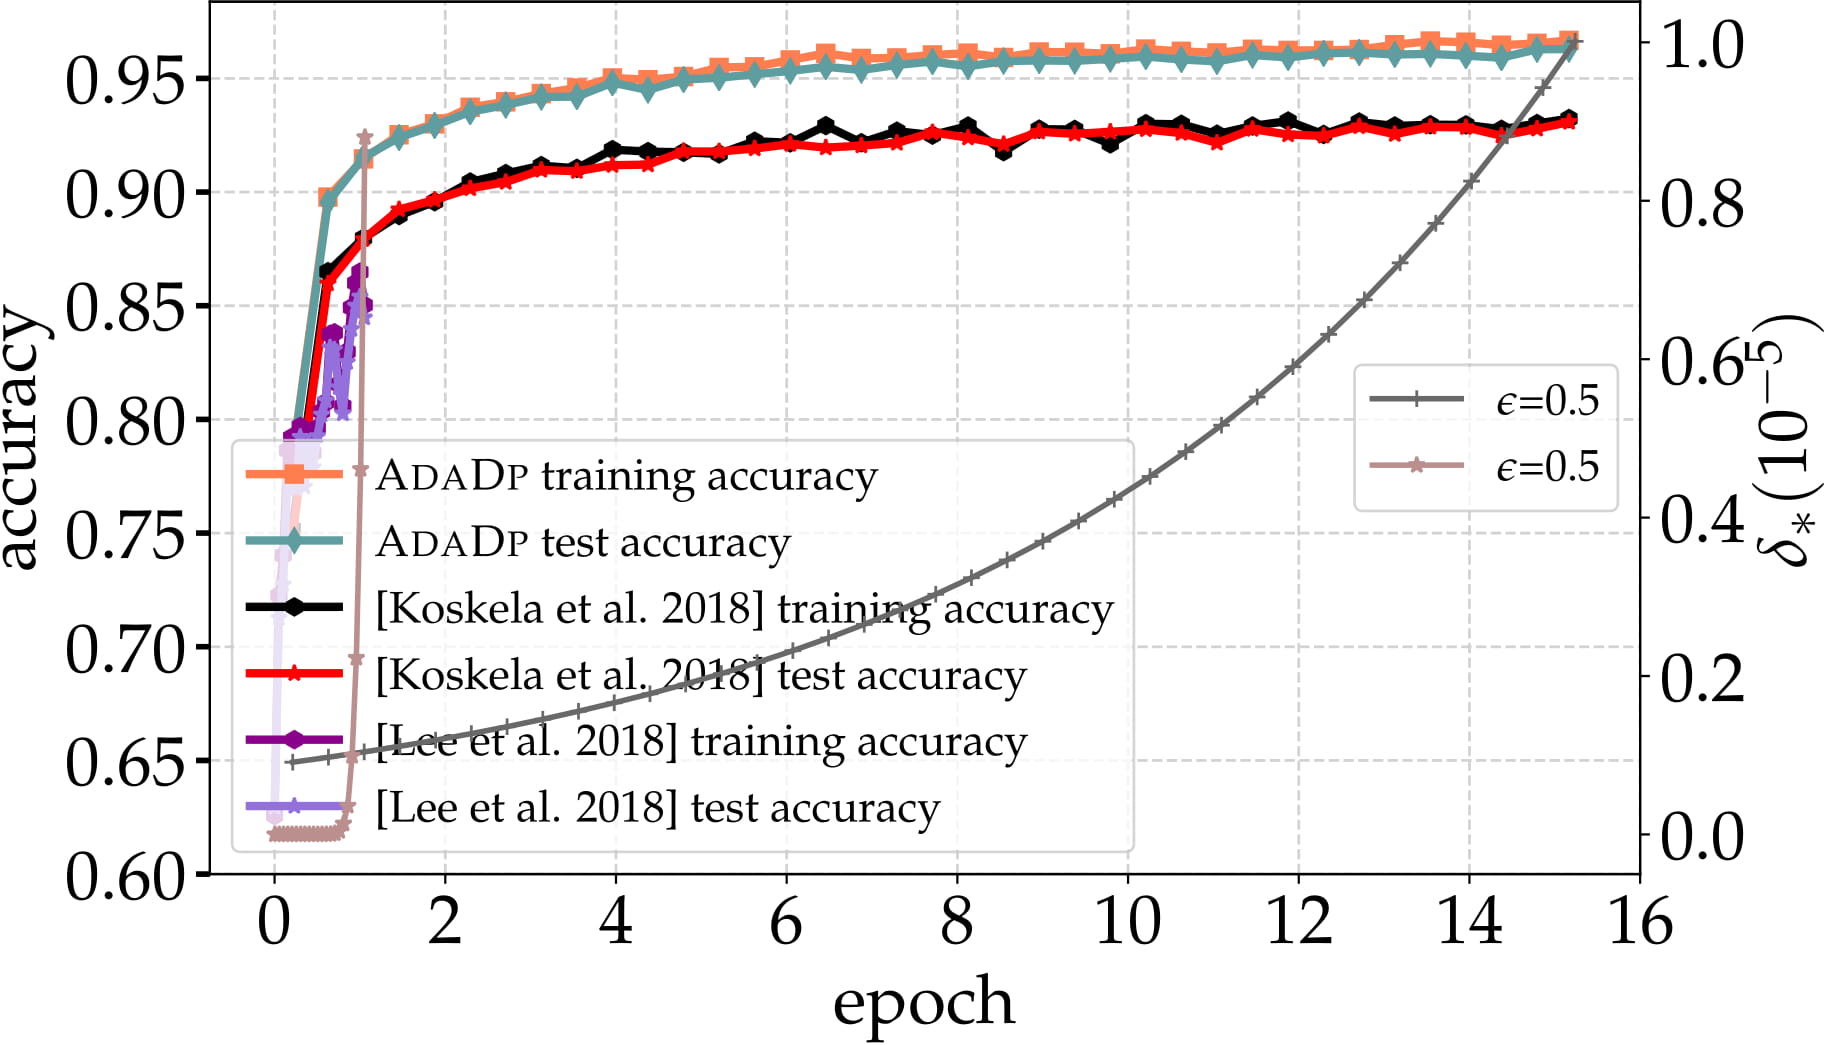 accuracy
0.95
0.90
0.85
0.80
0.75
0.70
0.65
0.60
ADADP training accuracy
ADADP test accuracy
[Koskela et al. 2018] training accuracy
[Koskela et al. 2018] test accuracy
[Lee et al. 2018] training accuracy
[Lee et al. 2018] test accuracy
ϵ=0.5
ϵ=0.5
1.0
0.8
0.6
0.4
0.2
0.0
δ∗(10−5)
0 2 4 6 8 10 12 14 16
epoch